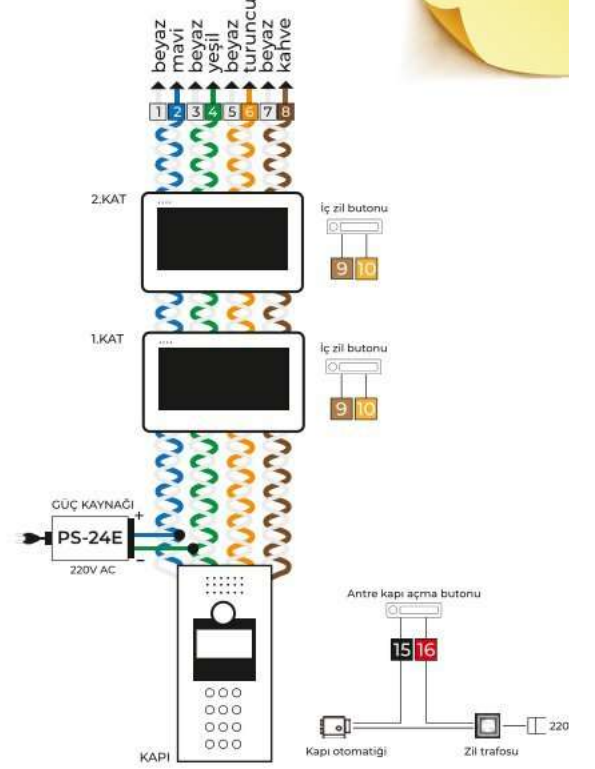 beyaz
mavi
beyaz
yeşil
beyaz
turuncu
beyaz
kahve
1 2 3 4 5 6 7 8
2.KAT
İç zil butonu
9 10
1.KAT
İç zil butonu
9 10
GÜÇ KAYNAĞI
+
PS-24E
-
220V AC
Antre kapı açma butonu
15 16
220
KAPI
Kapı otomatiği
Zil trafosu